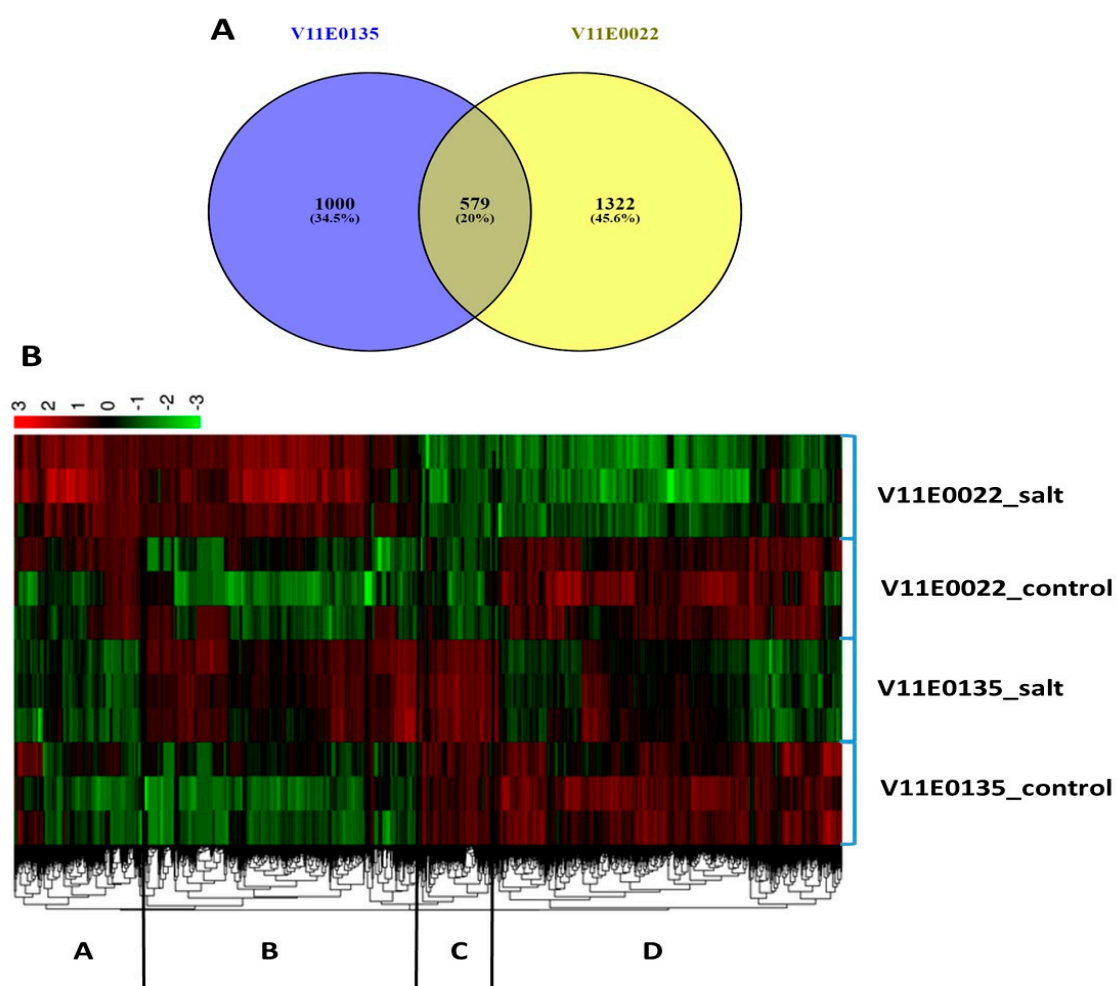 A
V11E0135
V11E0022
1000
(34.5%)
579
(20%)
1322
(45.6%)
B
3 2 1 0 -1 -2 -3
V11E0022_salt
V11E0022_control
V11E0135_salt
V11E0135_control
A B C D